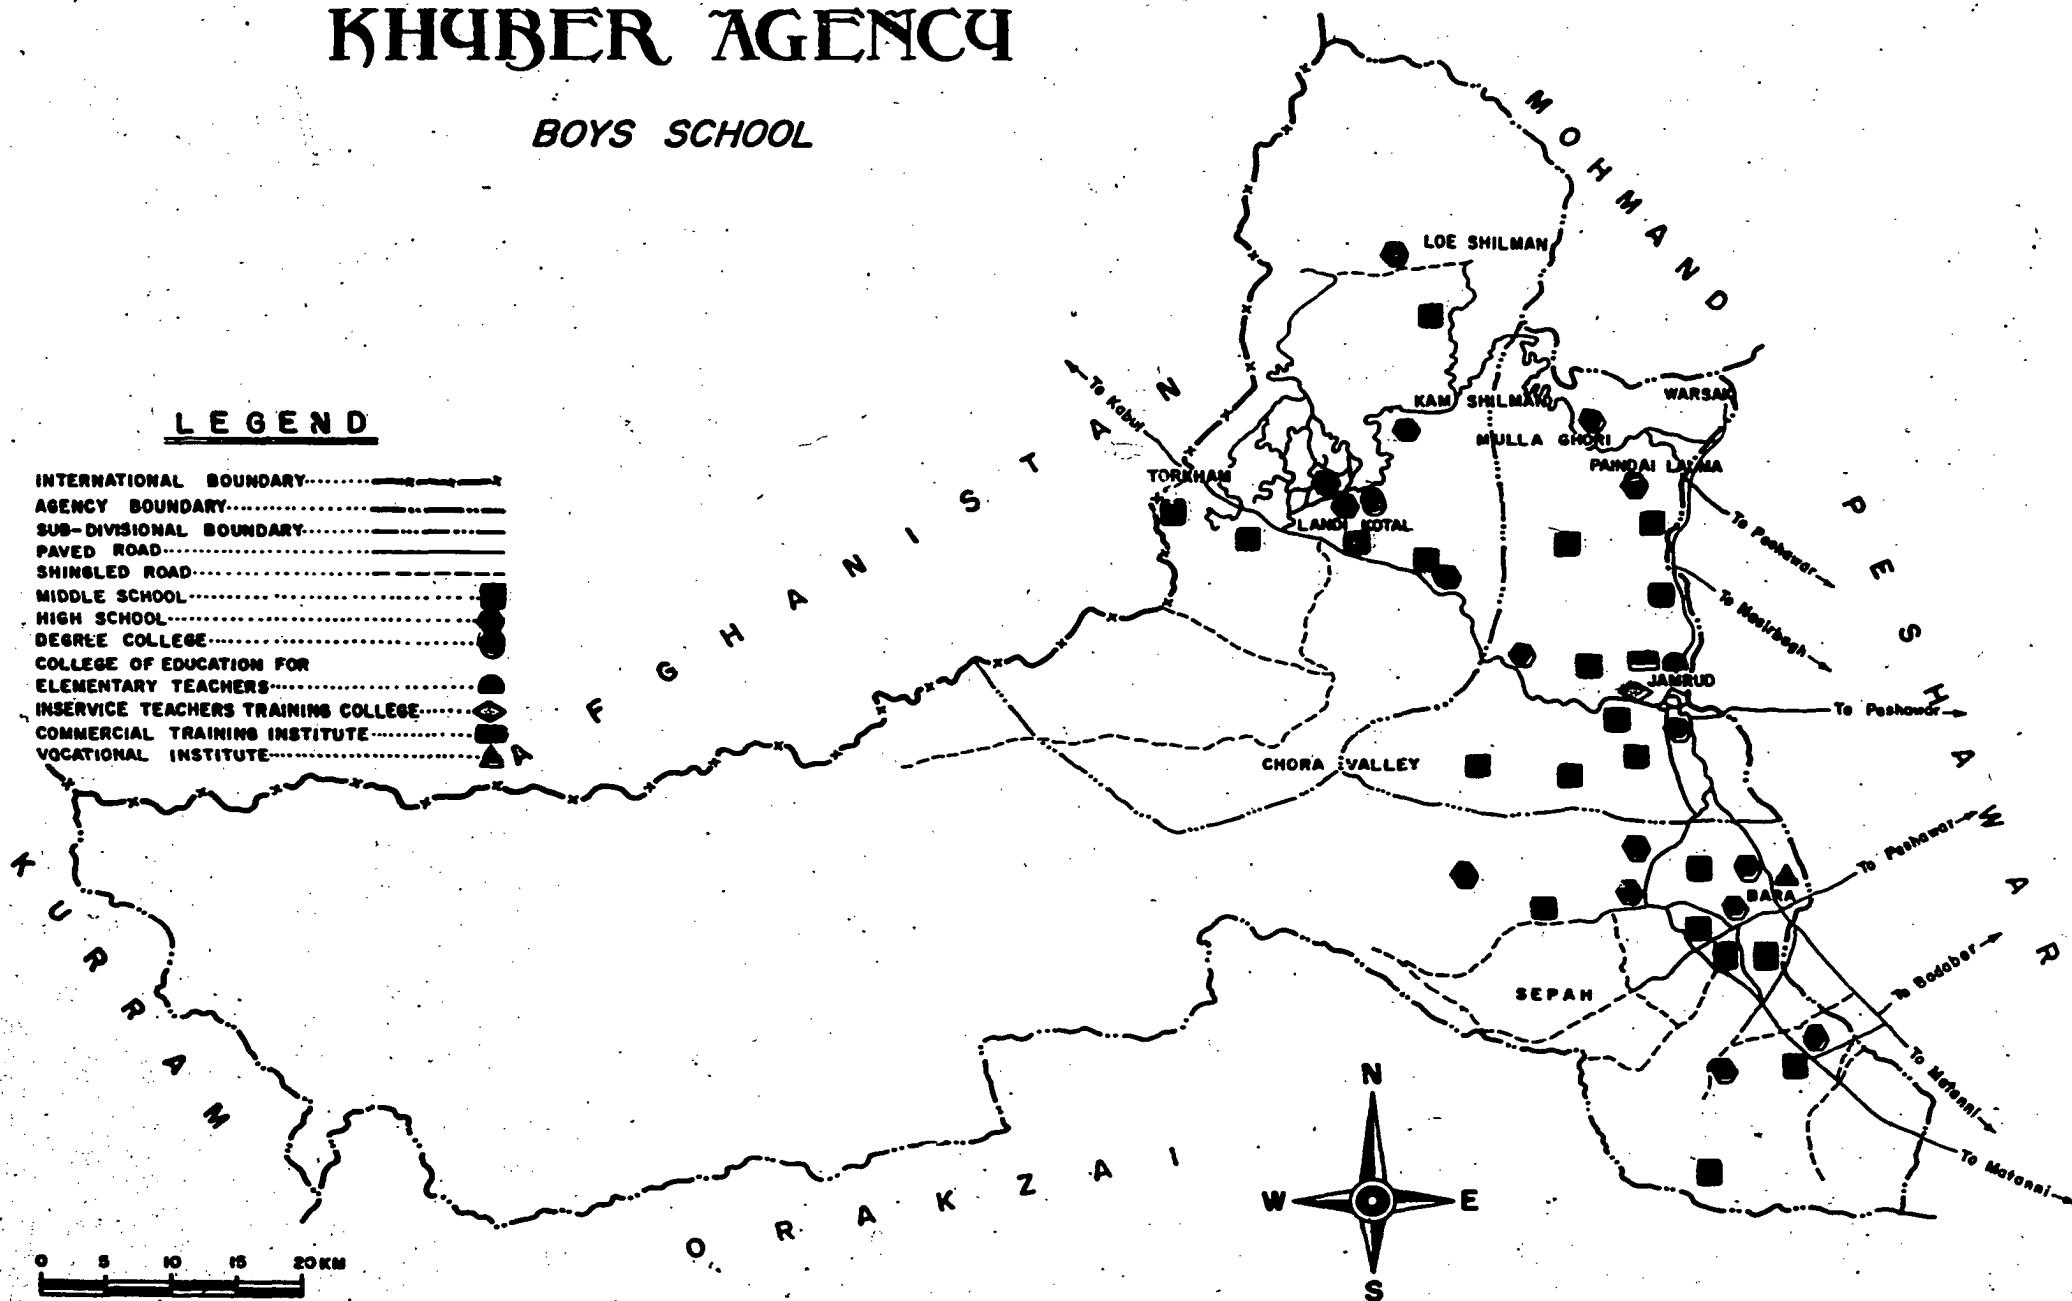 KHYBER AGENCY
BOYS SCHOOL
MOHMAND
LOE SHILMAN
To Kabul
AFGHANISTAN
KAM SHILMAN
WARSAK
MULLA GHORI
PAINDAI LALMA
TORKHAM
LANDI KOTAL
To Peshawar
PESHAWAR
To Nasirbagh
JAMRUD
To Peshawar
CHORA VALLEY
To Peshawar
BARA
SEPAH
To Badaber
To Matanni
To Matanni
KURRAM
ORAKZAI
LEGEND
INTERNATIONAL BOUNDARY
AGENCY BOUNDARY
SUB-DIVISIONAL BOUNDARY
PAVED ROAD
SHINGLED ROAD
MIDDLE SCHOOL
HIGH SCHOOL
DEGREE COLLEGE
COLLEGE OF EDUCATION FOR
ELEMENTARY TEACHERS
INSERVICE TEACHERS TRAINING COLLEGE
COMMERCIAL TRAINING INSTITUTE
VOCATIONAL INSTITUTE
N
W E
S
0 5 10 15 20 KM